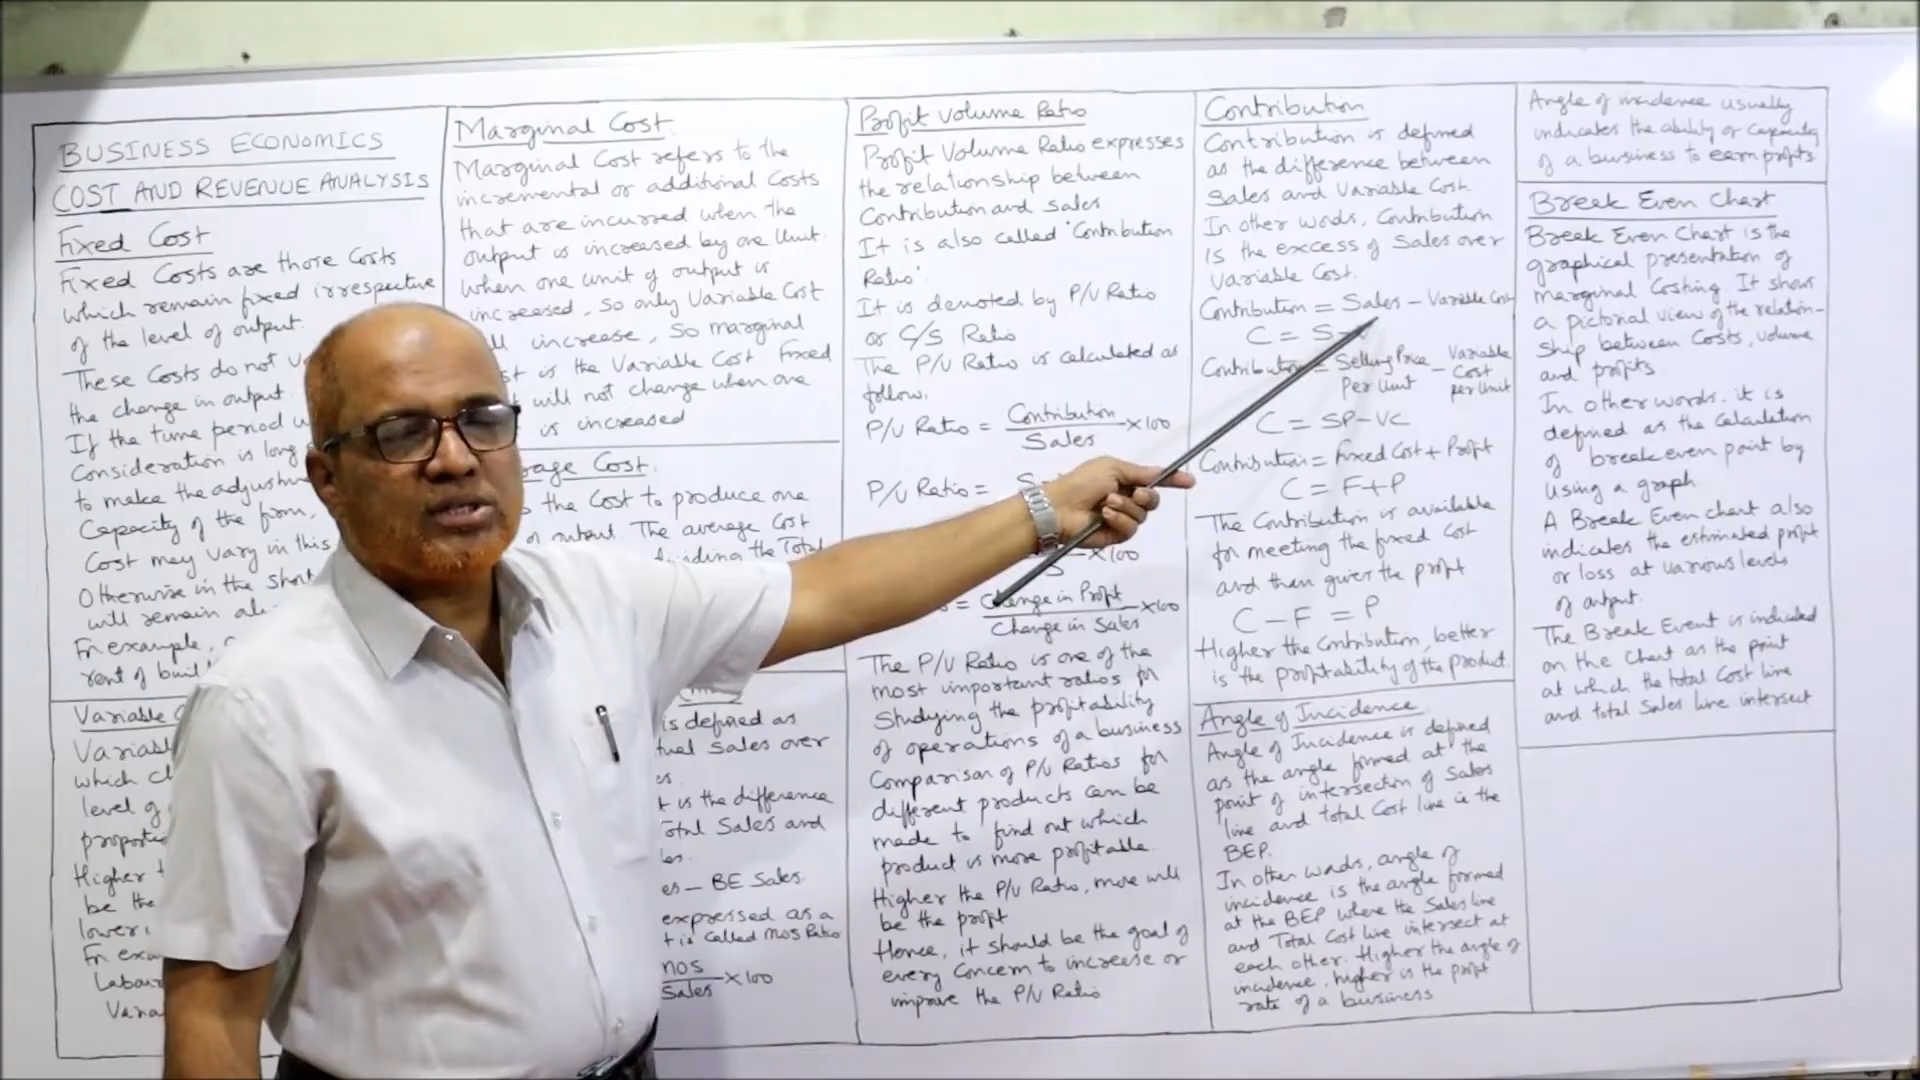 BUSINESS ECONOMICS
COST AND REVENUE ANALYSIS
Fixed Cost
Fixed Costs are those Costs
which remain fixed irrespective
of the level of output.
These Costs do not
the change in output
If the time period
Consideration is long
to make the
Capacity of the firm,
Cost may vary in this
Otherwise in the short
will remain
For example,
rent of
Variable
which
level of
Higher
be the
lower
For
Marginal Cost.
Marginal Cost refers to the
incremental or additional Costs
that are incurred when the
output is increased by one Unit.
when one unit of output is
increased, So only Variable Cost
increase, So marginal
is the Variable Cost Fixed
will not change when one
is increased
Cost.
the Cost to produce one
output The average Cost
the Total
is defined as
Sales over
is the difference
Sales and
- BE Sales
expressed as a
it is called MOS Ratio
MOS
Sales ×100
Profit Volume Ratio
Profit Volume Ratio expresses
the relationship between
Contribution and Sales
It is also called 'Contribution
Ratio'.
It is denoted by P/V Ratio
or C/S Ratio
The P/V Ratio is calculated as
follow.
P/V Ratio = Contribution
Sales ×100
P/V Ratio =
S ×100
= Change in Profit
Change in Sales ×100
The P/V Ratio is one of the
most important ratios for
Studying the profitability
of operations of a business
Comparison of P/V Ratios for
different products can be
made to find out which
product is more profitable.
Higher the P/V Ratio, more will
be the profit
Hence, it should be the goal of
every Concern to increase or
improve the P/V Ratio
Contribution
Contribution is defined
as the difference between
Sales and Variable Cost.
In other words, Contribution
is the excess of Sales over
Variable Cost.
Contribution = Sales - Variable Cost
C = S
Contribution = Selling Price Per Unit - Variable Cost per Unit
C = SP-VC
Contribution = Fixed Cost + Profit
C = F+P
The Contribution is available
for meeting the fixed Cost
and then gives the profit
C - F = P
Higher the Contribution, better
is the profitability of the product.
Angle of Incidence
Angle of Incidence is defined
as the angle formed at the
point of intersection of Sales
line and total Cost line ie the
BEP.
In other words, angle of
incidence is the angle formed
at the BEP where the Sales line
and Total Cost line intersect at
each other. Higher the angle of
incidence, higher is the profit
rate of a business
Angle of incidence usually
indicates the ability or capacity
of a business to earn profits
Break Even Chart
Break Even Chart is the
graphical presentation of
marginal Costing. It shows
a pictorial view of the relation-
ship between Costs, volume
and profits
In other words, it is
defined as the Calculation
of break even point by
using a graph
A Break Even chart also
indicates the estimated profit
or loss at various levels
of output.
The Break Event is indicated
on the Chart as the point
at which the total Cost line
and total Sales line intersect